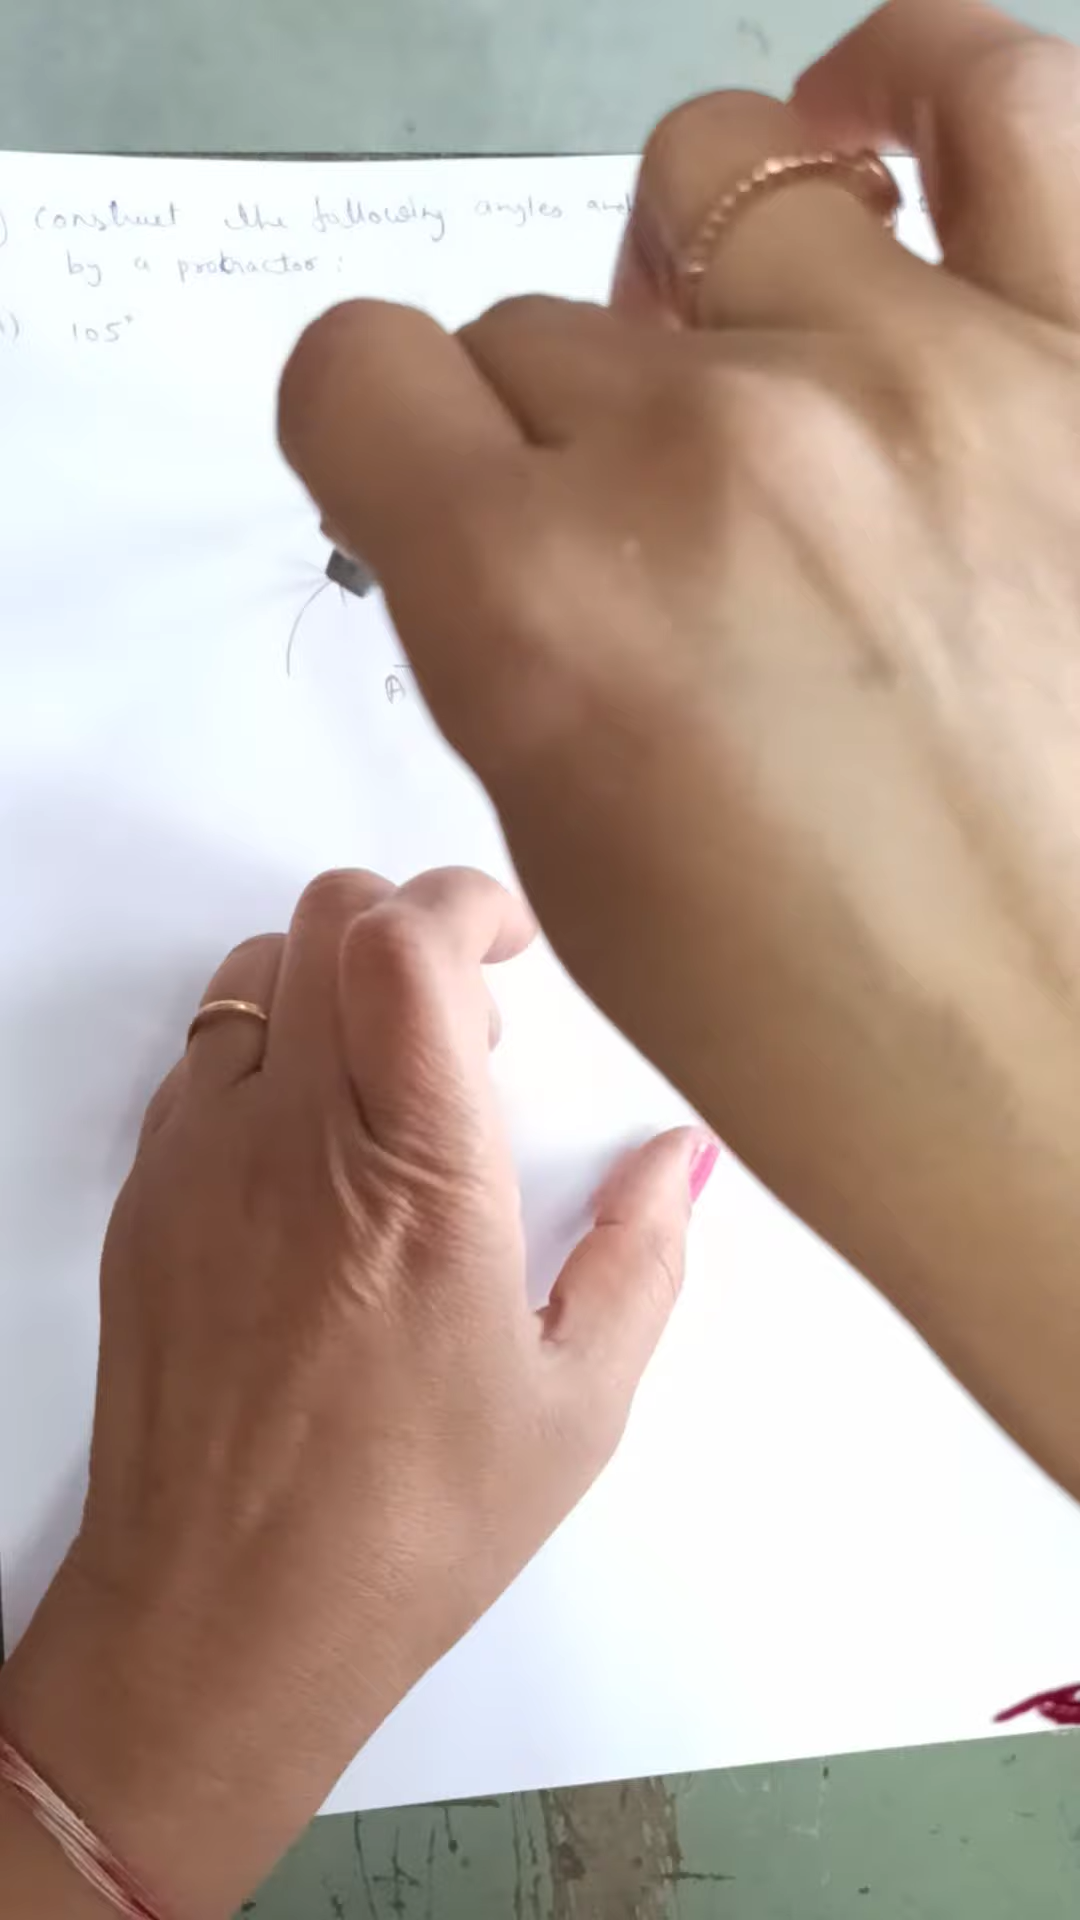 construct the following angles and
by a protractor :
105°
A